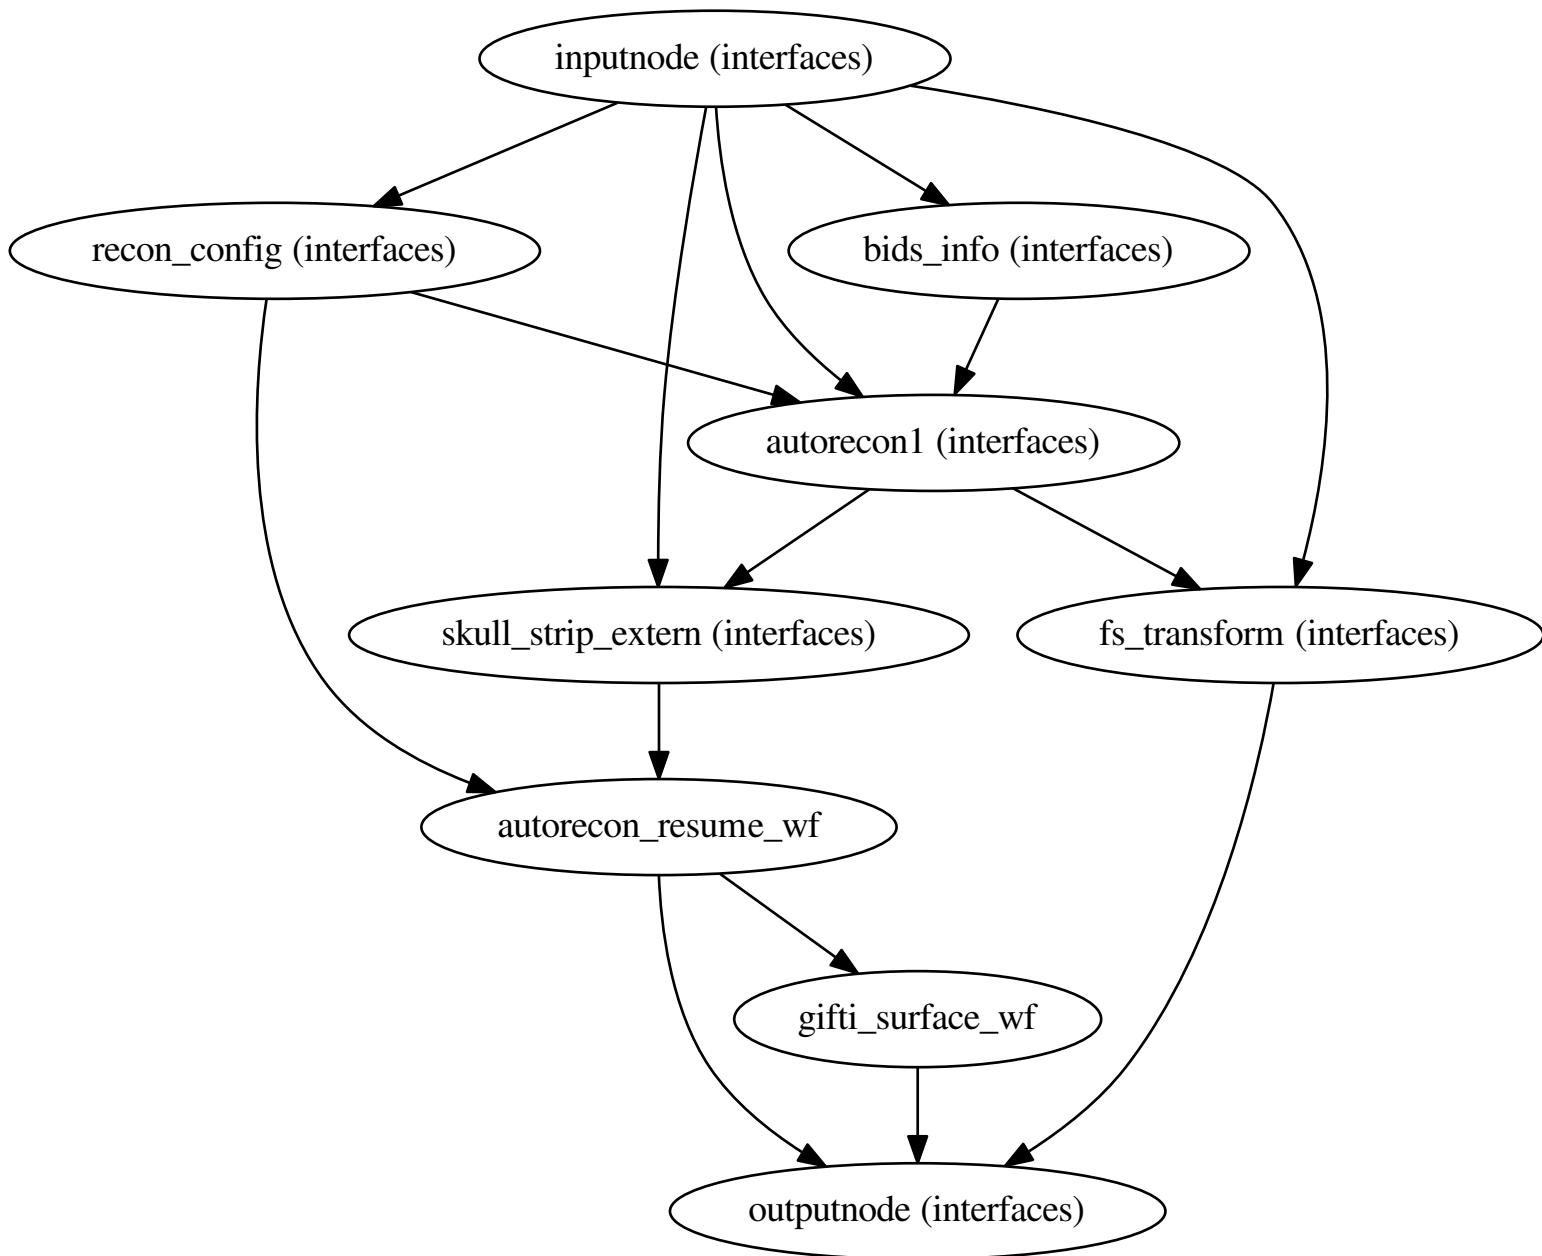 inputnode (interfaces)
recon_config (interfaces)
bids_info (interfaces)
autorecon1 (interfaces)
skull_strip_extern (interfaces)
fs_transform (interfaces)
autorecon_resume_wf
gifti_surface_wf
outputnode (interfaces)